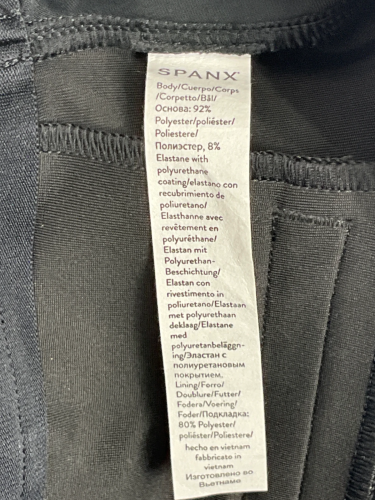 SPANX®
Body/Cuerpo/Corps
/Corpetto/Bål/
Основа: 92%
Polyester/poliéster/
Poliestere/
Полиэстер, 8%
Elastane with
polyurethane
coating/elastano con
recubrimiento de
poliuretano/
Elasthanne avec
revêtement en
polyuréthane/
Elastan mit
Polyurethan-
Beschichtung/
Elastan con
rivestimento in
poliuretano/Elastaan
met polyurethaan
deklaag/Elastane
med
polyuretanbeläggn-
ing/Эластан с
полиуретановым
покрытием,
Lining/Forro/
Doublure/Futter/
Fodera/Voering/
Foder/Подкладка:
80% Polyester/
poliéster/Poliestere/
hecho en vietnam
fabbricato in
vietnam
Изготовлено во
Вьетнаме